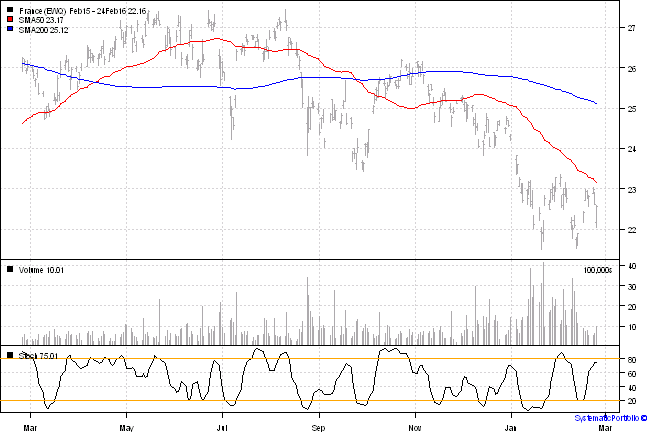 France (EWQ) Feb15 - 24Feb16 22.16
SMA50 23.17
SMA200 25.12
27
26
25
24
23
22
Volume 10.01
100,000s
40
30
20
10
Stoch 75.01
80
60
40
20
Mar May Jul Sep Nov Jan Mar
SystematicPortfolio ©